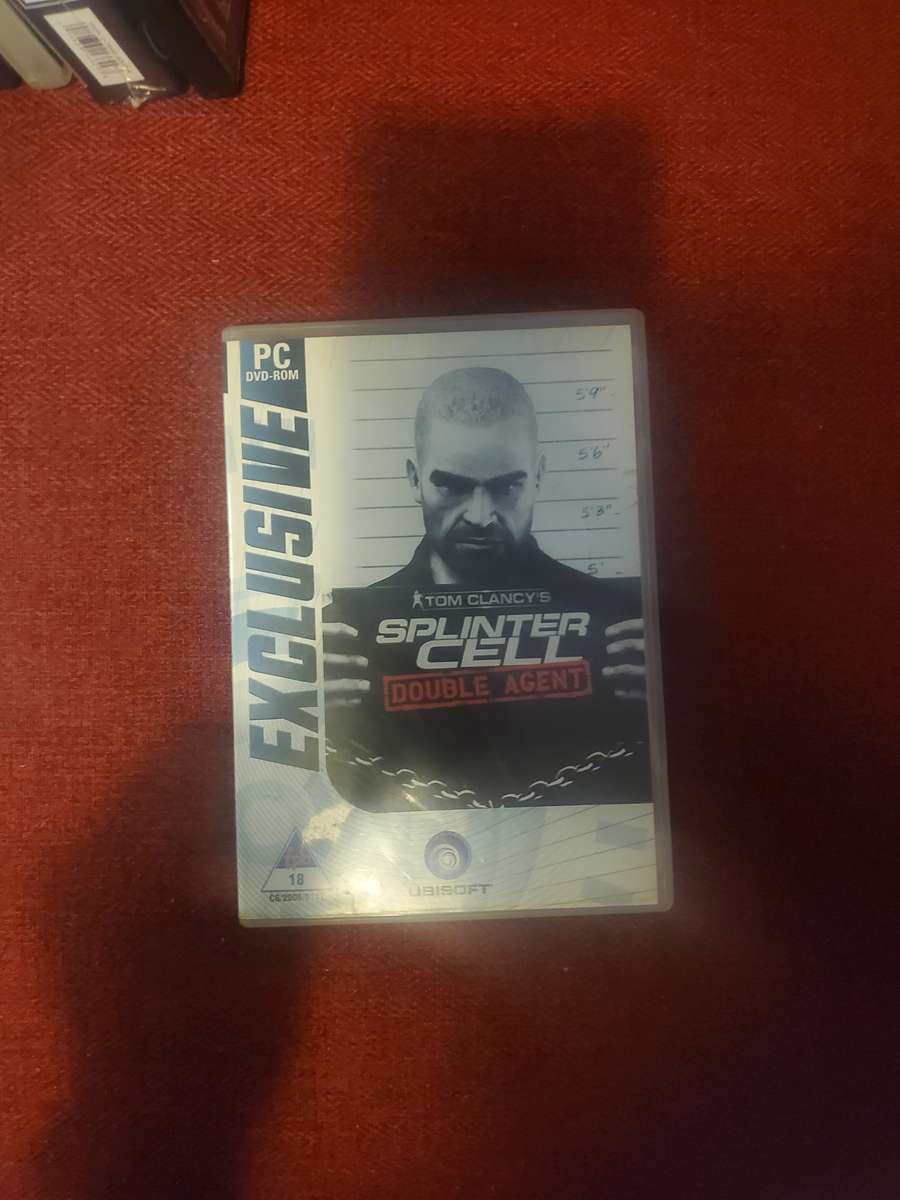 PC
DVD-ROM
EXCLUSIVE
5'9"
5'6"
5'3"
5'
TOM CLANCY'S
SPLINTER
CELL
DOUBLE AGENT
18
UBISOFT